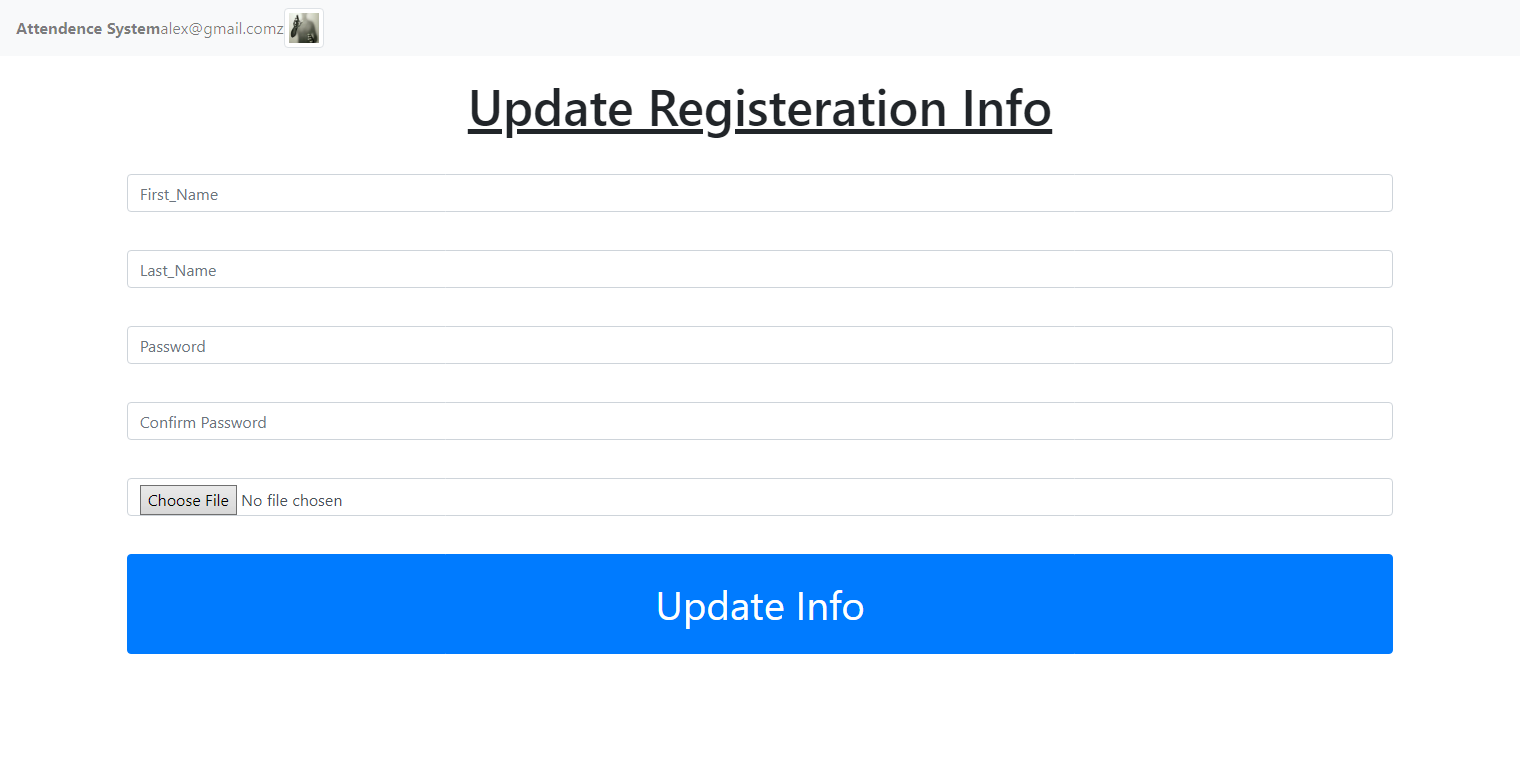 Attendence Systemalex@gmail.comz
Update Registeration Info
First_Name
Last_Name
Password
Confirm Password
Choose File No file chosen
Update Info